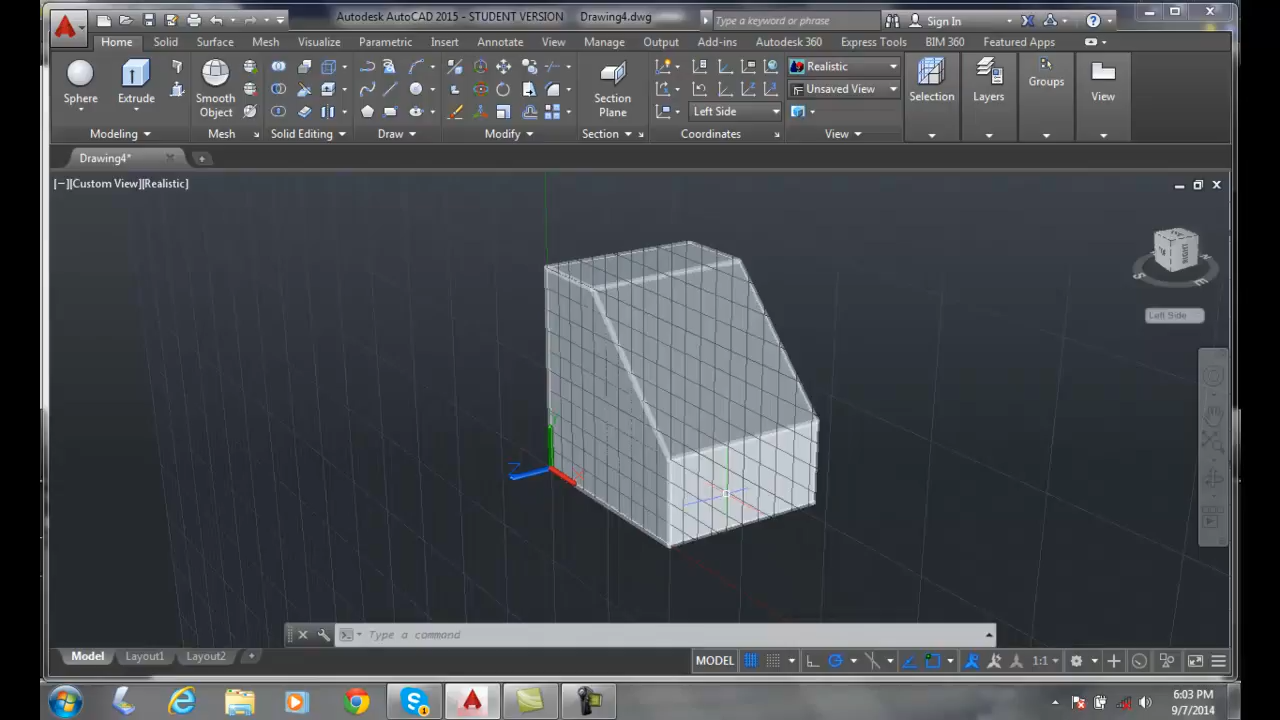 Autodesk AutoCAD 2015 - STUDENT VERSION Drawing4.dwg Type a keyword or phrase Sign In
Home Solid Surface Mesh Visualize Parametric Insert Annotate View Manage Output Add-ins Autodesk 360 Express Tools BIM 360 Featured Apps
Realistic
Unsaved View
Sphere Extrude Smooth Object Section Plane Left Side Selection Layers Groups View
Modeling Mesh Solid Editing Draw Modify Section Coordinates View
Drawing4*
[−][Custom View][Realistic]
S
E
Left Side
Z
Type a command
Model Layout1 Layout2 MODEL 1:1
6:03 PM
9/7/2014